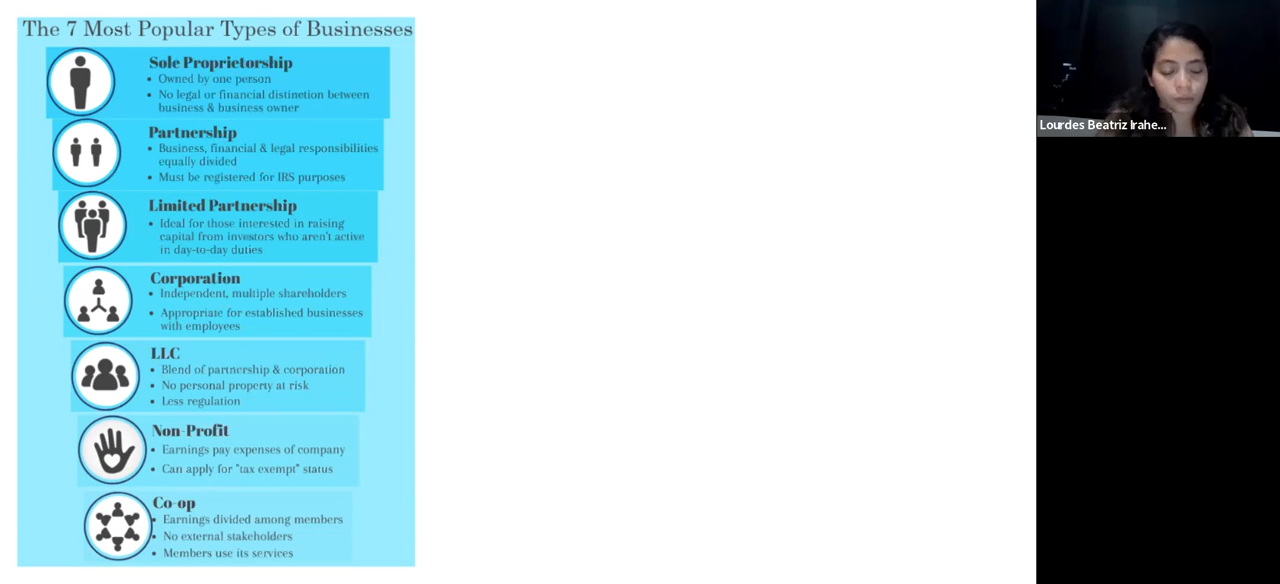 The 7 Most Popular Types of Businesses
Sole Proprietorship
• Owned by one person
• No legal or financial distinction between
business & business owner
Partnership
• Business, financial & legal responsibilities
equally divided
• Must be registered for IRS purposes
Limited Partnership
• Ideal for those interested in raising
capital from investors who aren't active
in day-to-day duties
Corporation
• Independent, multiple shareholders
• Appropriate for established businesses
with employees
LLC
• Blend of partnership & corporation
• No personal property at risk
• Less regulation
Non-Profit
• Earnings pay expenses of company
• Can apply for "tax exempt" status
Co-op
• Earnings divided among members
• No external stakeholders
• Members use its services
Lourdes Beatriz Irahe...